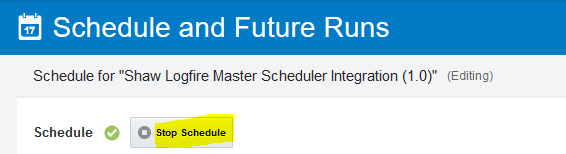 17
Schedule and Future Runs
Schedule for "Shaw Logfire Master Scheduler Integration (1.0)" (Editing)
Schedule Stop Schedule